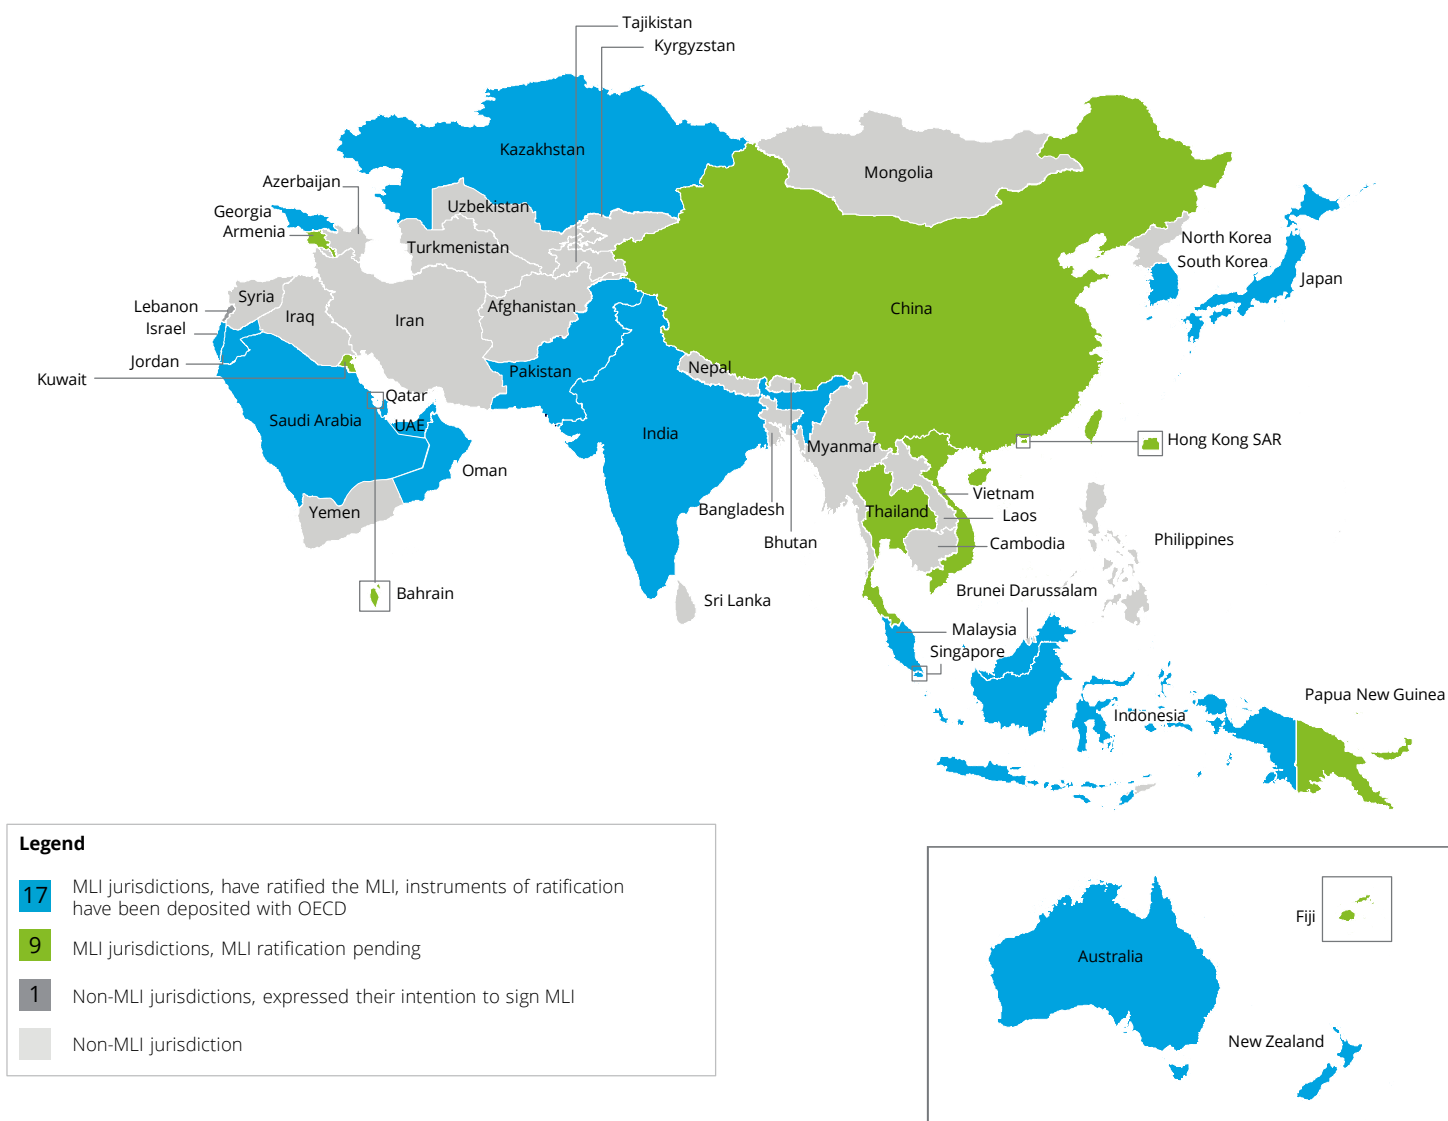 Tajikistan
Kyrgyzstan
Kazakhstan
Mongolia
Azerbaijan
Uzbekistan
Georgia
Armenia
Turkmenistan
North Korea
South Korea
Japan
Syria
Lebanon
Afghanistan
China
Iraq
Iran
Israel
Jordan
Nepal
Pakistan
Kuwait
Qatar
Saudi Arabia
UAE
India
Hong Kong SAR
Myanmar
Oman
Vietnam
Yemen
Bangladesh
Thailand
Laos
Bhutan
Cambodia
Philippines
Bahrain
Sri Lanka
Brunei Darussalam
Malaysia
Singapore
Papua New Guinea
Indonesia
Legend
17 MLI jurisdictions, have ratified the MLI, instruments of ratification
have been deposited with OECD
9 MLI jurisdictions, MLI ratification pending
1 Non-MLI jurisdictions, expressed their intention to sign MLI
Non-MLI jurisdiction
Fiji
Australia
New Zealand